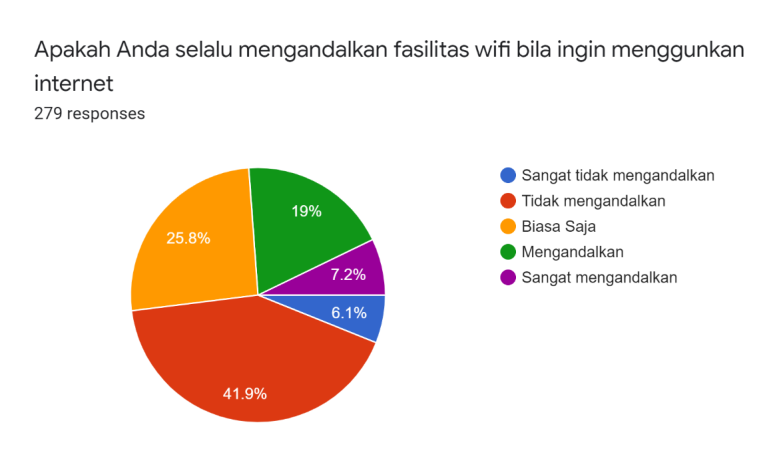 Apakah Anda selalu mengandalkan fasilitas wifi bila ingin menggunkan
internet
279 responses
19%
25.8%
7.2%
6.1%
41.9%
Sangat tidak mengandalkan
Tidak mengandalkan
Biasa Saja
Mengandalkan
Sangat mengandalkan